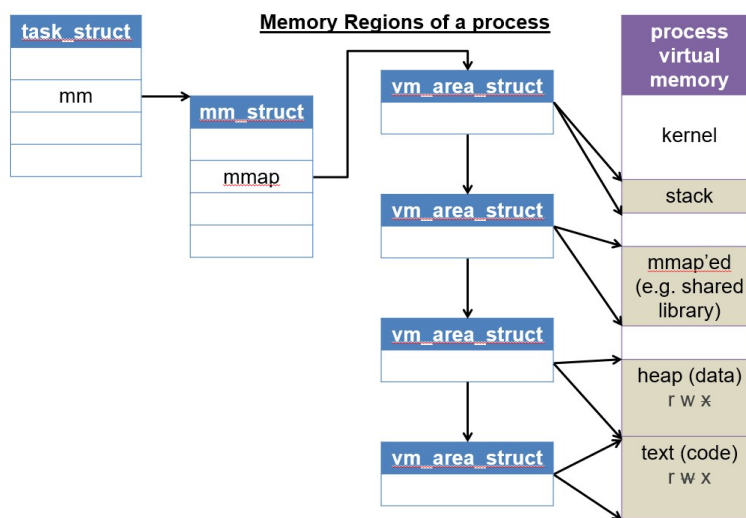 Memory Regions of a process
task_struct
mm
mm_struct
mmap
vm_area_struct
vm_area_struct
vm_area_struct
vm_area_struct
process
virtual
memory
kernel
stack
mmap'ed
(e.g. shared
library)
heap (data)
r w x
text (code)
r w x